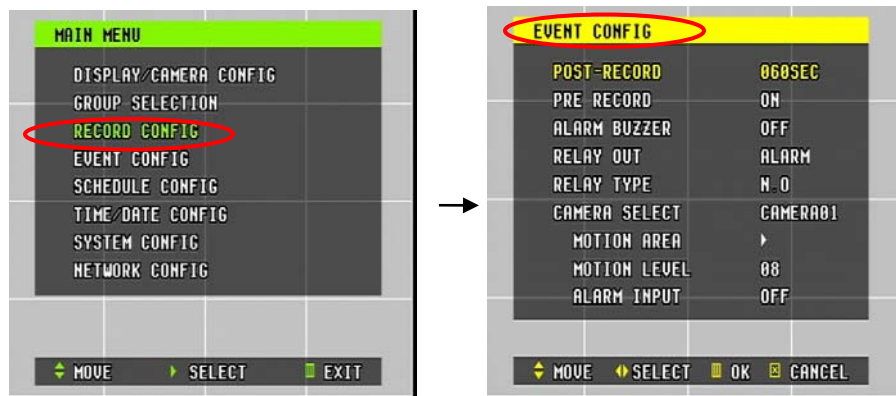 MAIN MENU
DISPLAY/CAMERA CONFIG
GROUP SELECTION
RECORD CONFIG
EVENT CONFIG
SCHEDULE CONFIG
TIME/DATE CONFIG
SYSTEM CONFIG
NETWORK CONFIG
MOVE SELECT EXIT
EVENT CONFIG
POST-RECORD 060SEC
PRE RECORD ON
ALARM BUZZER OFF
RELAY OUT ALARM
RELAY TYPE N.O
CAMERA SELECT CAMERA01
MOTION AREA
MOTION LEVEL 08
ALARM INPUT OFF
MOVE SELECT OK CANCEL